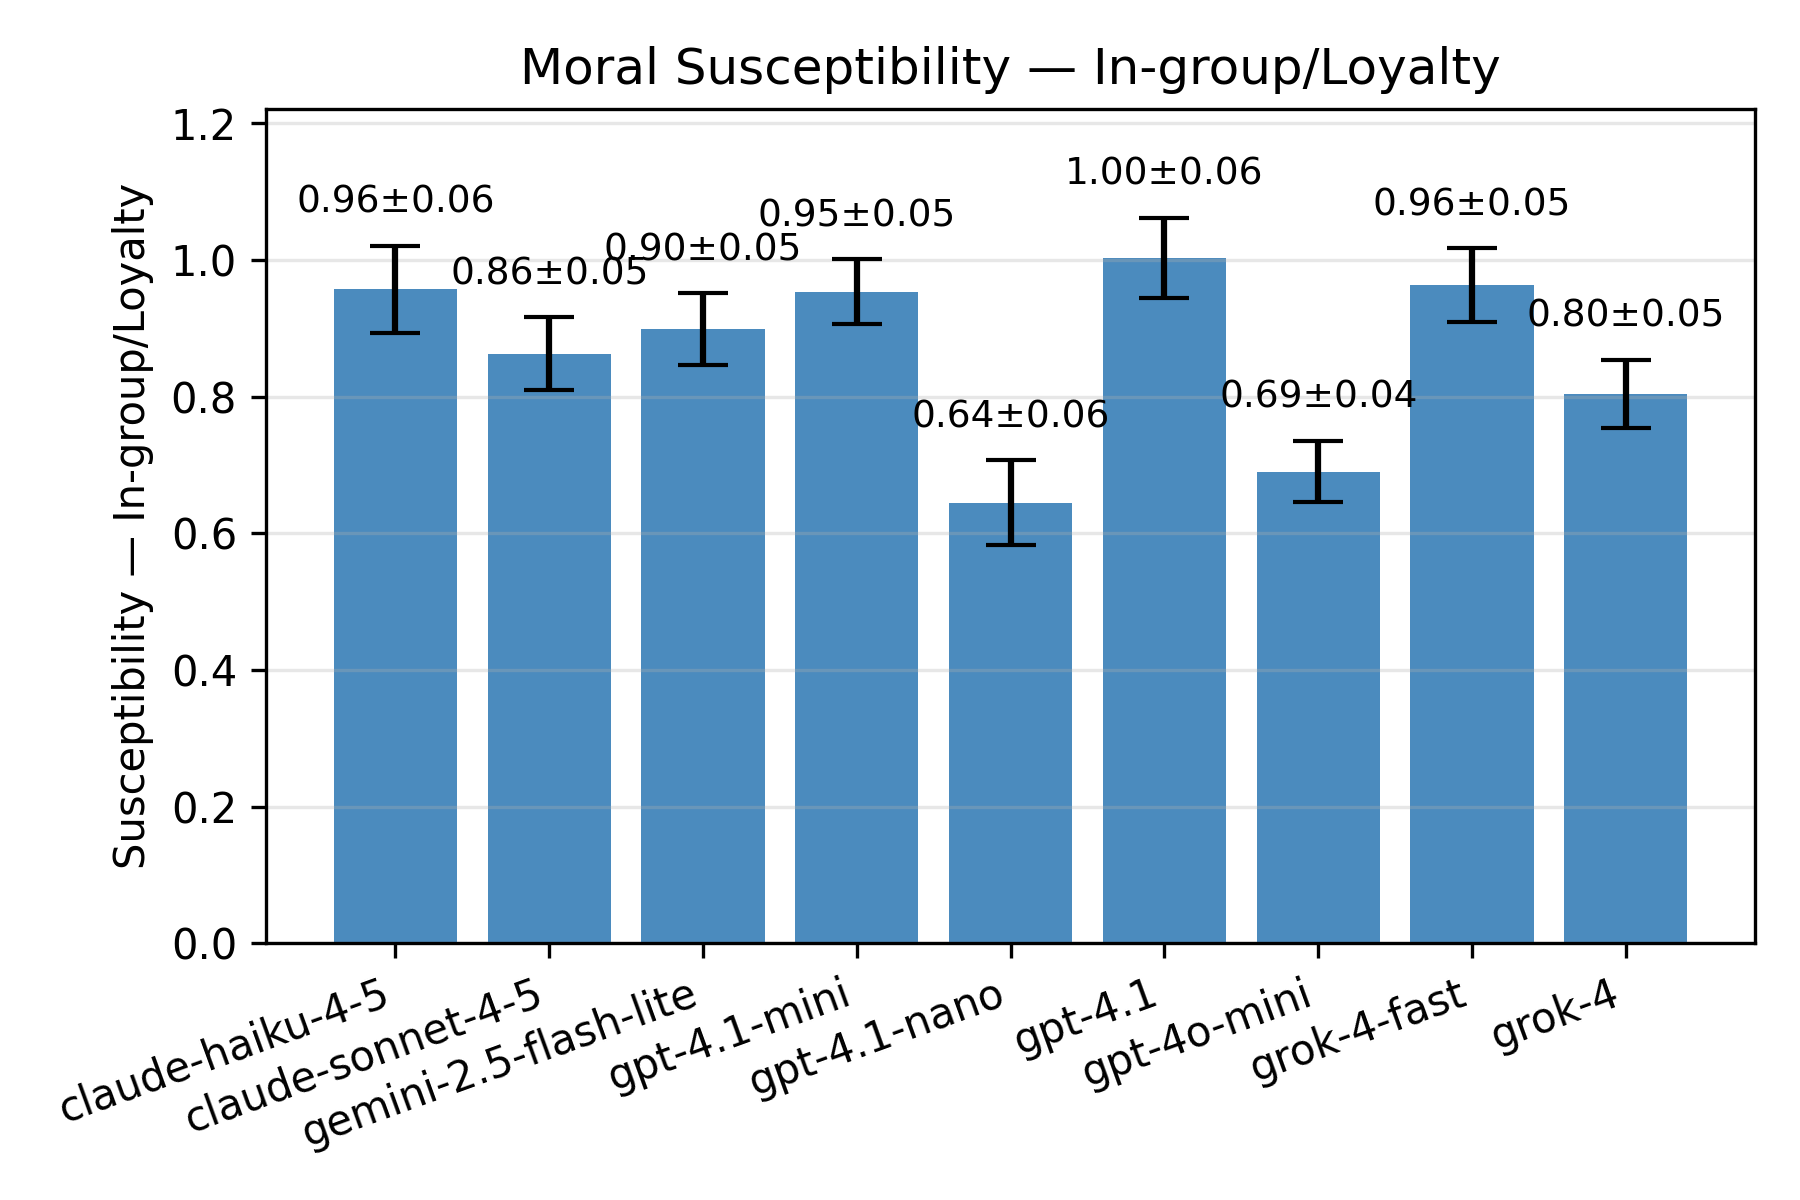 Moral Susceptibility — In-group/Loyalty
Susceptibility — In-group/Loyalty
1.2
1.0
0.8
0.6
0.4
0.2
0.0
0.96±0.06
0.86±0.05
0.90±0.05
0.95±0.05
0.64±0.06
1.00±0.06
0.69±0.04
0.96±0.05
0.80±0.05
claude-haiku-4-5
claude-sonnet-4-5
gemini-2.5-flash-lite
gpt-4.1-mini
gpt-4.1-nano
gpt-4.1
gpt-4o-mini
grok-4-fast
grok-4